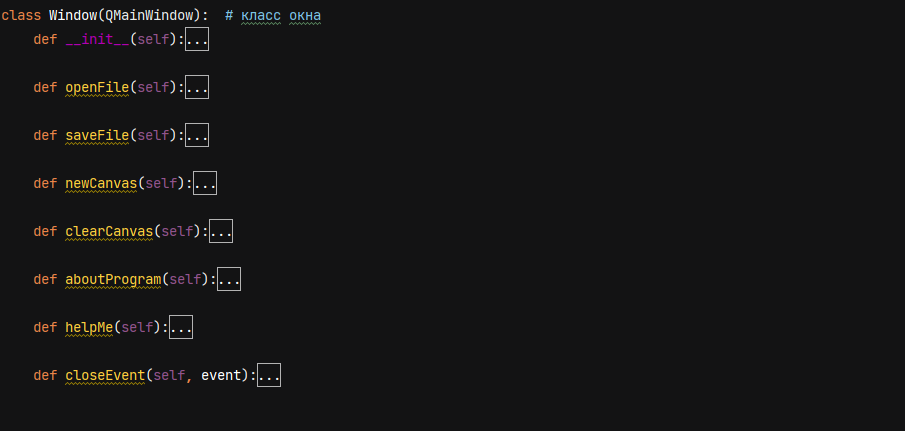 class Window(QMainWindow):  # класс окна
    def __init__(self):...
    def openFile(self):...
    def saveFile(self):...
    def newCanvas(self):...
    def clearCanvas(self):...
    def aboutProgram(self):...
    def helpMe(self):...
    def closeEvent(self, event):...